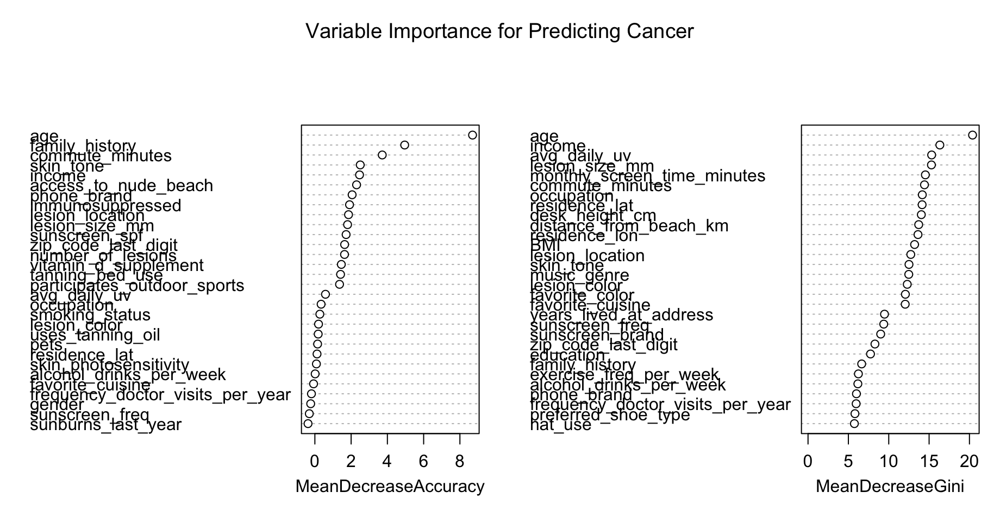 Variable Importance for Predicting Cancer
age
family_history
commute_minutes
skin_tone
income
access_to_nude_beach
phone_brand
immunosuppressed
lesion_location
lesion_size_mm
sunscreen_spf
zip_code_last_digit
number_of_lesions
vitamin_d_supplement
tanning_bed_use
participates_outdoor_sports
avg_daily_uv
occupation
smoking_status
lesion_color
uses_tanning_oil
pets
residence_lat
skin_photosensitivity
alcohol_drinks_per_week
favorite_cuisine
frequency_doctor_visits_per_year
gender
sunscreen_freq
sunburns_last_year
0 2 4 6 8
MeanDecreaseAccuracy
age
income
avg_daily_uv
lesion_size_mm
monthly_screen_time_minutes
commute_minutes
occupation
residence_lat
desk_height_cm
distance_from_beach_km
residence_lon
BMI
lesion_location
skin_tone
music_genre
lesion_color
favorite_color
favorite_cuisine
years_lived_at_address
sunscreen_freq
sunscreen_brand
zip_code_last_digit
education
family_history
exercise_freq_per_week
alcohol_drinks_per_week
phone_brand
frequency_doctor_visits_per_year
preferred_shoe_type
hat_use
0 5 10 15 20
MeanDecreaseGini